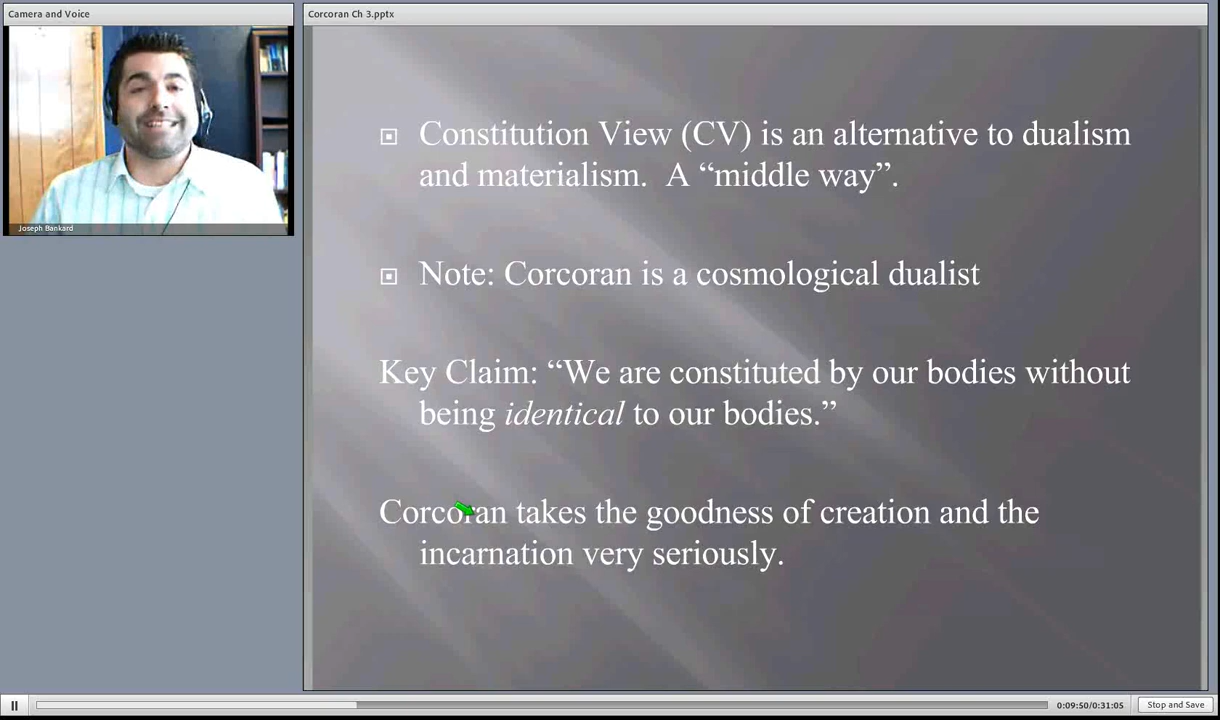 Camera and Voice
Joseph Bankard
Corcoran Ch 3.pptx
Constitution View (CV) is an alternative to dualism
and materialism.  A “middle way”.
Note: Corcoran is a cosmological dualist
Key Claim: “We are constituted by our bodies without
being identical to our bodies.”
Corcoran takes the goodness of creation and the
incarnation very seriously.
0:09:50/0:31:05
Stop and Save